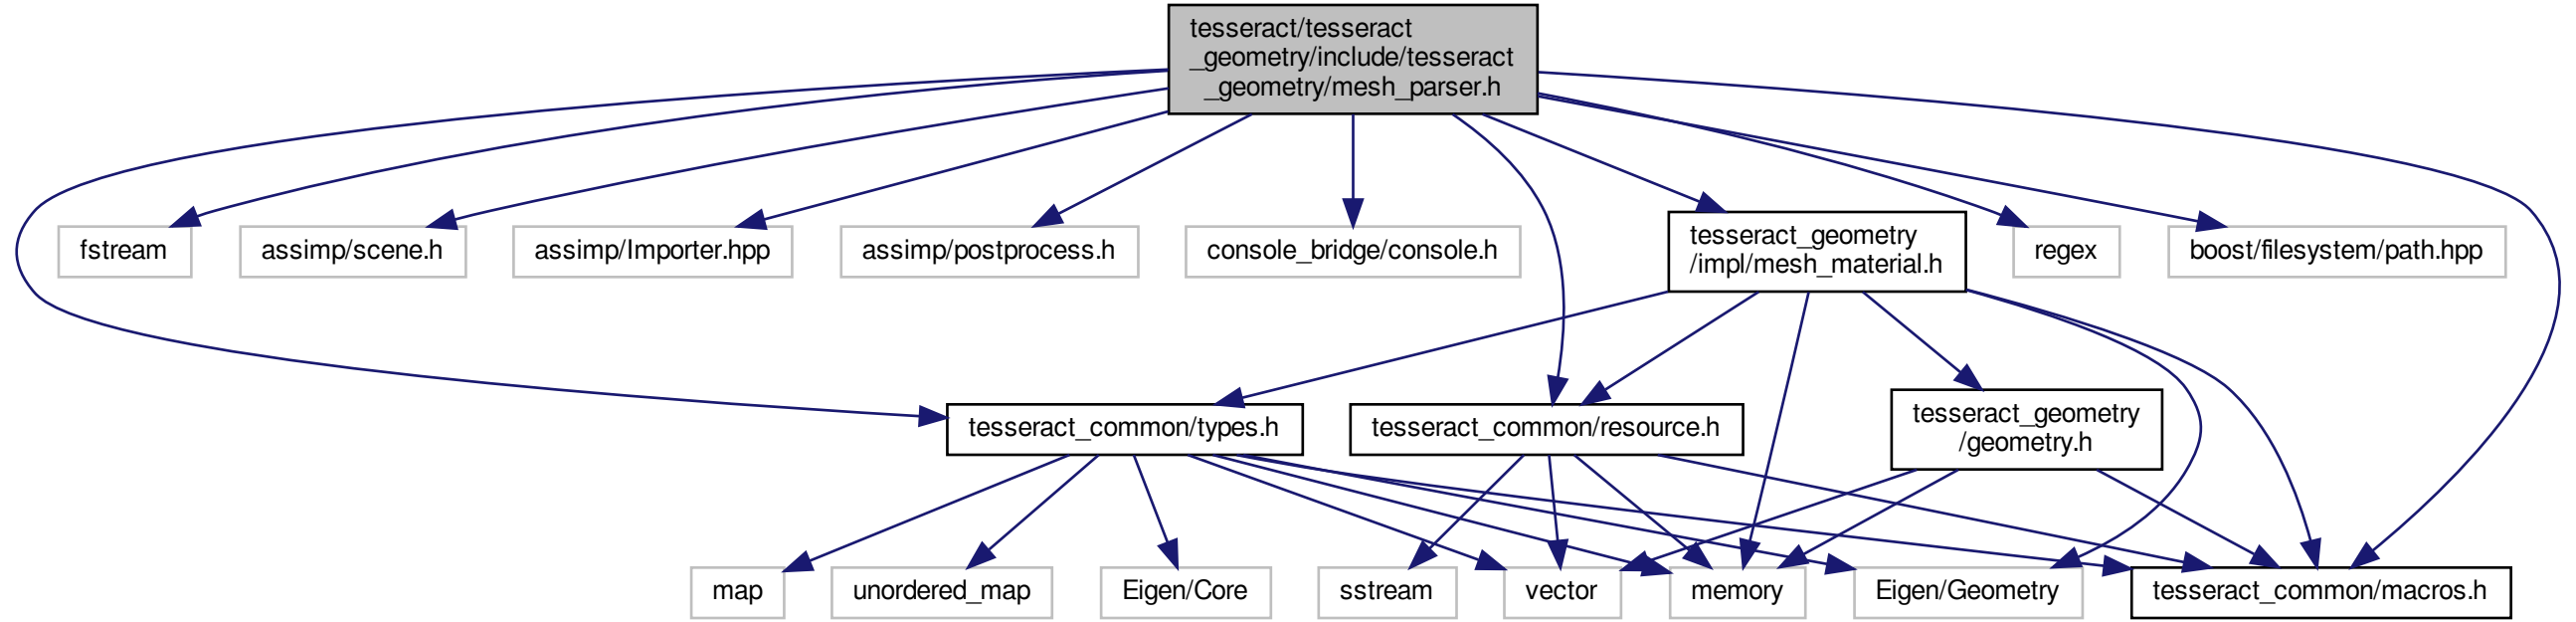 tesseract/tesseract
_geometry/include/tesseract
_geometry/mesh_parser.h
fstream
assimp/scene.h
assimp/Importer.hpp
assimp/postprocess.h
console_bridge/console.h
tesseract_geometry
/impl/mesh_material.h
regex
boost/filesystem/path.hpp
tesseract_common/types.h
tesseract_common/resource.h
tesseract_geometry
/geometry.h
map
unordered_map
Eigen/Core
sstream
vector
memory
Eigen/Geometry
tesseract_common/macros.h